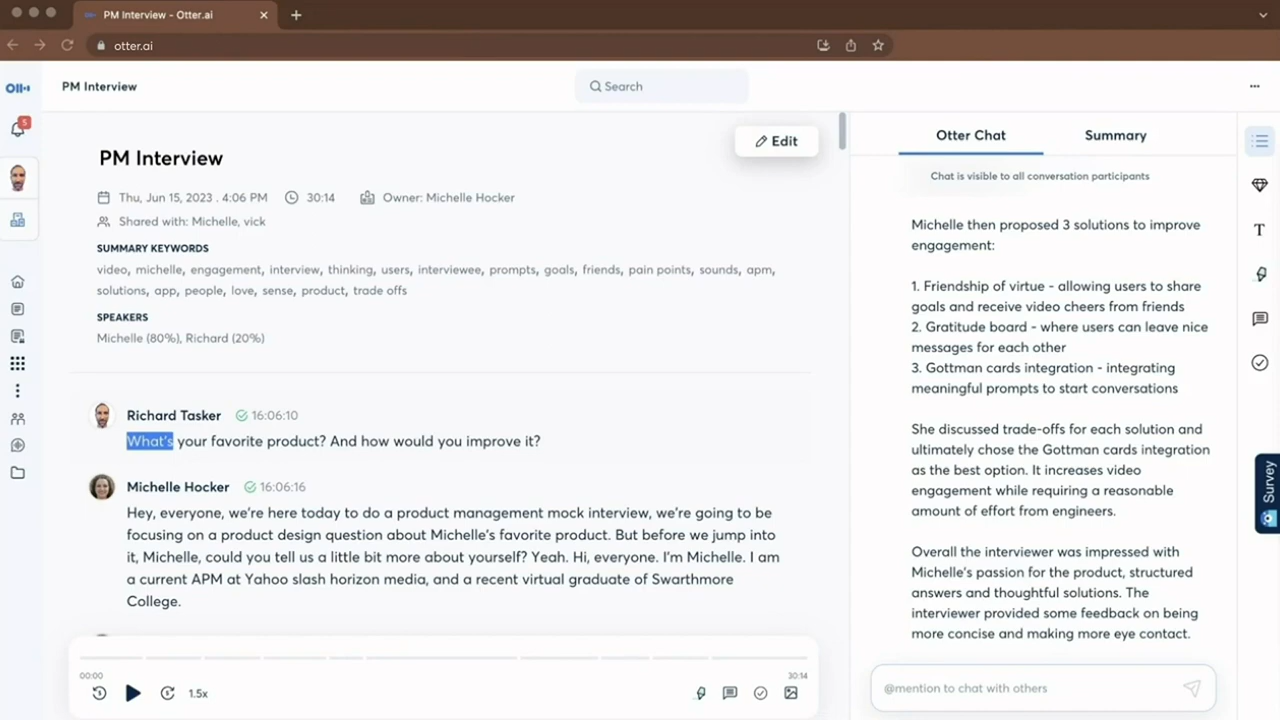 PM Interview - Otter.ai
otter.ai
PM Interview
Search
5
PM Interview
Edit
Thu, Jun 15, 2023 . 4:06 PM
30:14
Owner: Michelle Hocker
Shared with: Michelle, vick
SUMMARY KEYWORDS
video, michelle, engagement, interview, thinking, users, interviewee, prompts, goals, friends, pain points, sounds, apm,
solutions, app, people, love, sense, product, trade offs
SPEAKERS
Michelle (80%), Richard (20%)
Richard Tasker 16:06:10
What's your favorite product? And how would you improve it?
Michelle Hocker 16:06:16
Hey, everyone, we're here today to do a product management mock interview, we're going to be
focusing on a product design question about Michelle's favorite product. But before we jump into
it, Michelle, could you tell us a little bit more about yourself? Yeah. Hi, everyone. I'm Michelle. I am
a current APM at Yahoo slash horizon media, and a recent virtual graduate of Swarthmore
College.
00:00
30:14
1.5x
Otter Chat
Summary
Chat is visible to all conversation participants
Michelle then proposed 3 solutions to improve
engagement:
1. Friendship of virtue - allowing users to share
goals and receive video cheers from friends
2. Gratitude board - where users can leave nice
messages for each other
3. Gottman cards integration - integrating
meaningful prompts to start conversations
She discussed trade-offs for each solution and
ultimately chose the Gottman cards integration
as the best option. It increases video
engagement while requiring a reasonable
amount of effort from engineers.
Overall the interviewer was impressed with
Michelle's passion for the product, structured
answers and thoughtful solutions. The
interviewer provided some feedback on being
more concise and making more eye contact.
@mention to chat with others
T
Survey